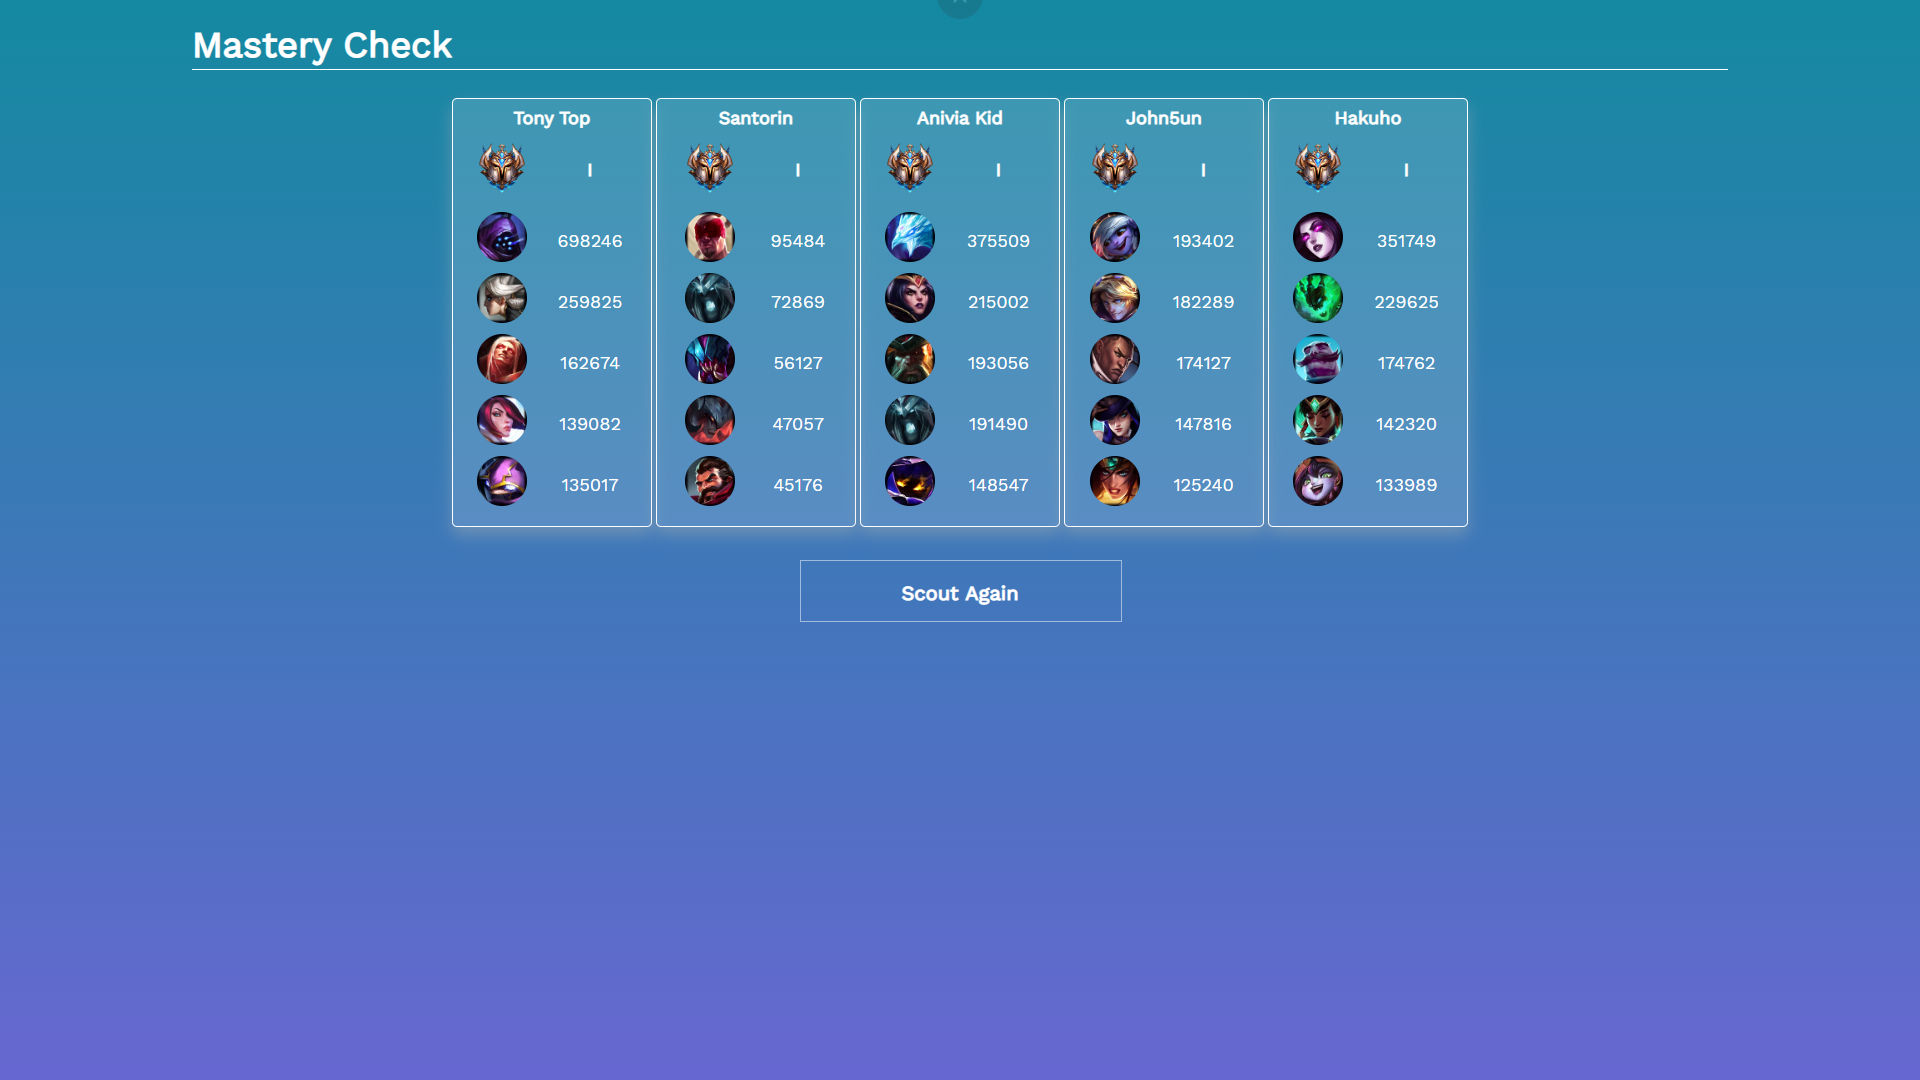 Mastery Check
Tony Top
I
698246
259825
162674
139082
135017
Santorin
I
95484
72869
56127
47057
45176
Anivia Kid
I
375509
215002
193056
191490
148547
John5un
I
193402
182289
174127
147816
125240
Hakuho
I
351749
229625
174762
142320
133989
Scout Again